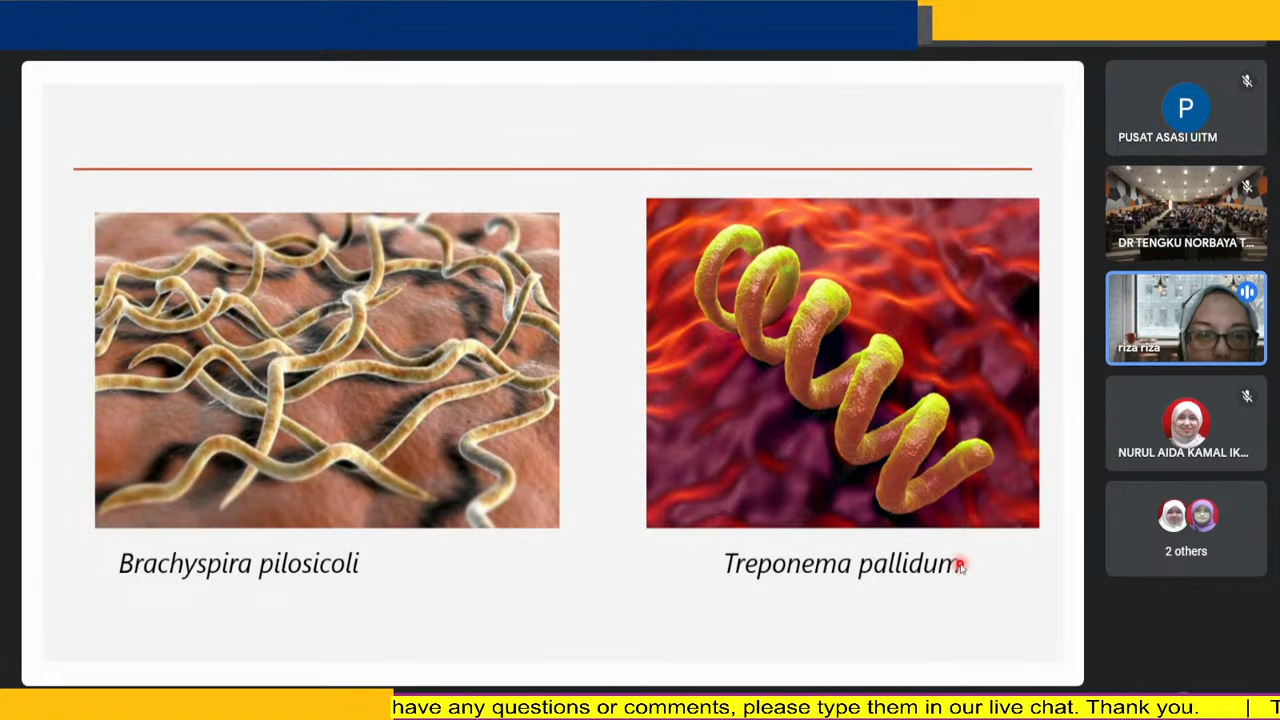 Brachyspira pilosicoli
Treponema pallidum
P
PUSAT ASASI UITM
DR TENGKU NORBAYA T...
riza riza
NURUL AIDA KAMAL IK...
2 others
have any questions or comments, please type them in our live chat. Thank you. | T